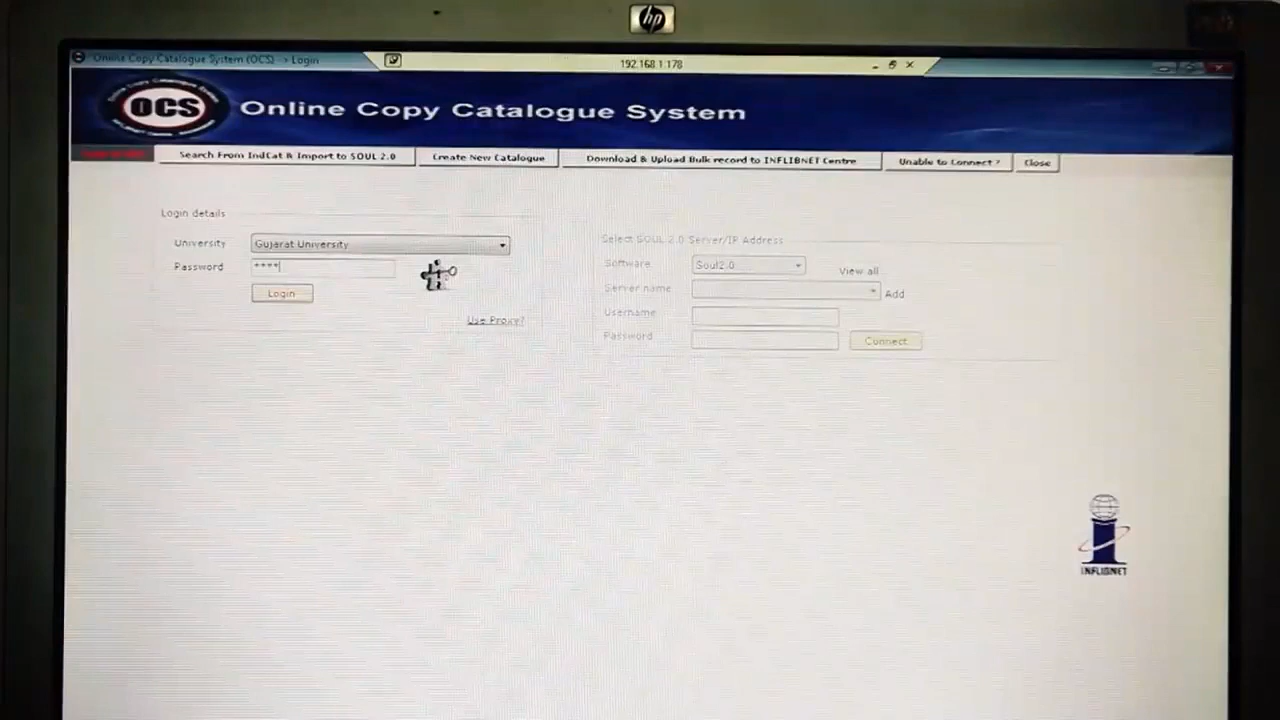 hp
Online Copy Catalogue System (OCS) -> Login
192.168.1.178
OCS
Online Copy Catalogue System
Search From IndCat & Import to SOUL 2.0
Create New Catalogue
Download & Upload Bulk record to INFLIBNET Centre
Unable to Connect ?
Close
Login details
University
Gujarat University
Password
****
Login
Use Proxy?
Select SOUL 2.0 Server/IP Address
Software
Soul2.0
View all
Server name
Add
Username
Password
Connect
INFLIBNET